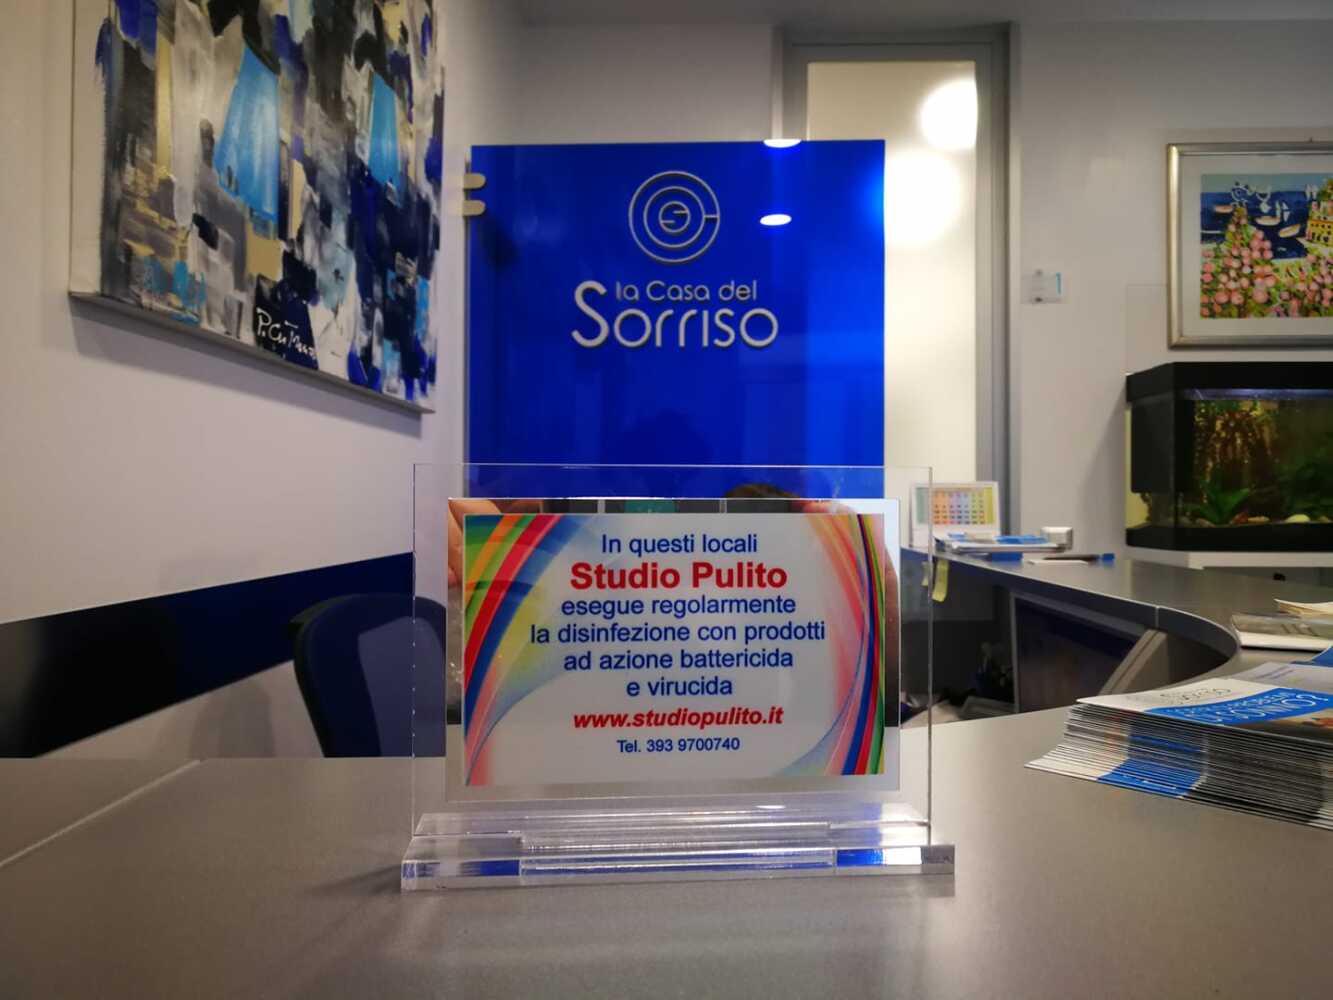 la Casa del
Sorriso
In questi locali
Studio Pulito
esegue regolarmente
la disinfezione con prodotti
ad azione battericida
e virucida
www.studiopulito.it
Tel. 393 9700740